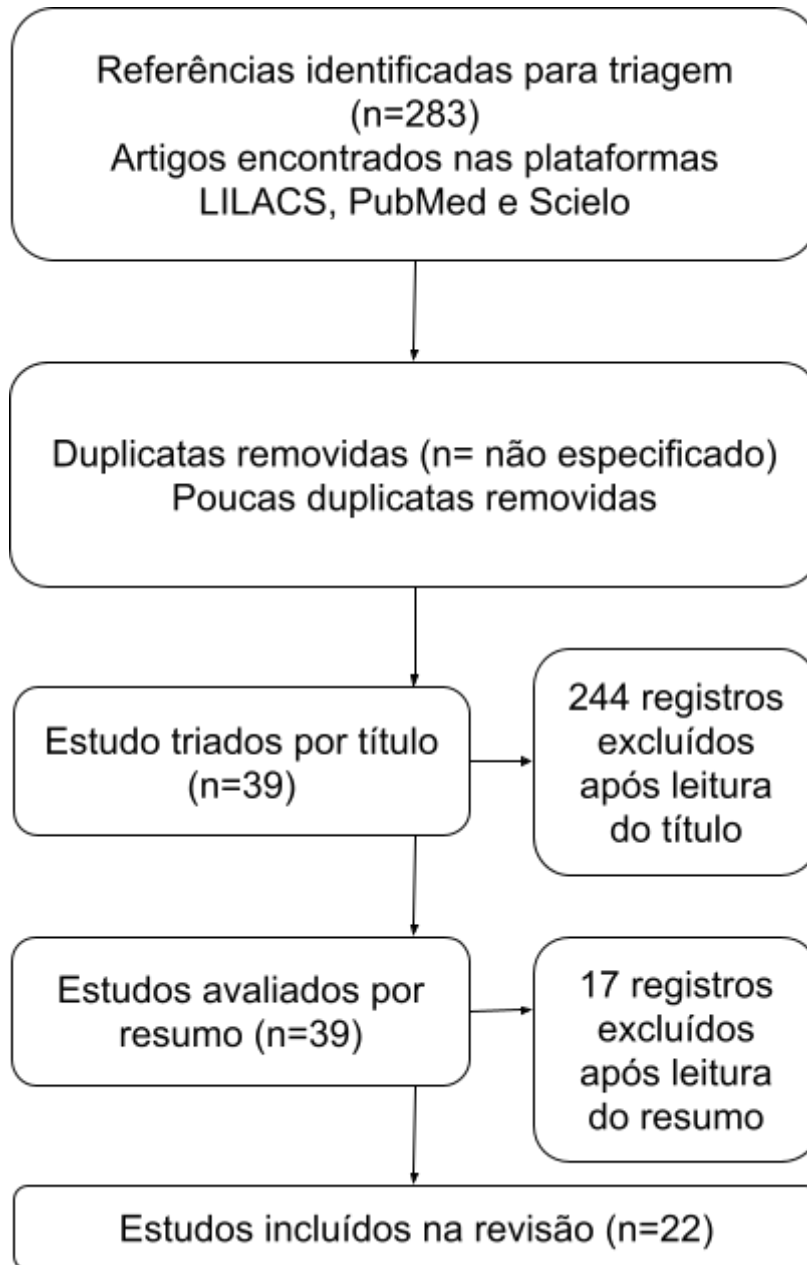 Referências identificadas para triagem
(n=283)
Artigos encontrados nas plataformas
LILACS, PubMed e Scielo
Duplicatas removidas (n= não especificado)
Poucas duplicatas removidas
Estudo triados por título
(n=39)
244 registros
excluídos
após leitura
do título
Estudos avaliados por
resumo (n=39)
17 registros
excluídos
após leitura
do resumo
Estudos incluídos na revisão (n=22)